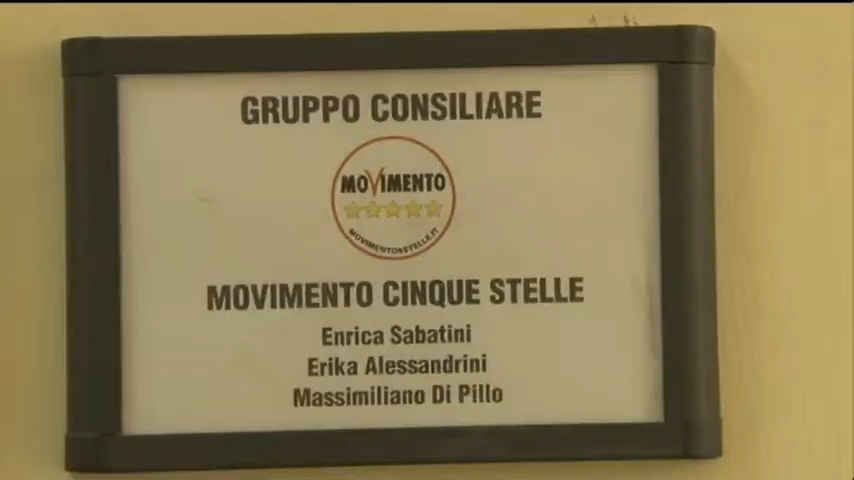 GRUPPO CONSILIARE
MOVIMENTO
MOVIMENTO5STELLE.IT
MOVIMENTO CINQUE STELLE
Enrica Sabatini
Erika Alessandrini
Massimiliano Di Pillo